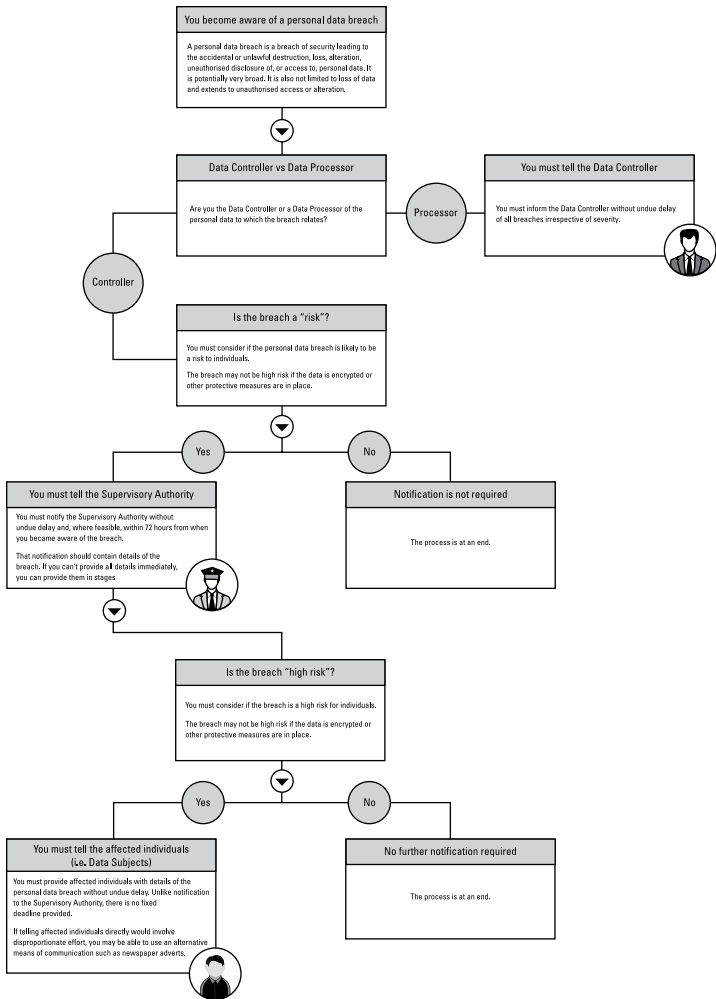 You become aware of a personal data breach
A personal data breach is a breach of security leading to
the accidental or unlawful destruction, loss, alteration,
unauthorised disclosure of, or access to, personal data. It
is potentially very broad. It is also not limited to loss of data
and extends to unauthorised access or alteration.
Data Controller vs Data Processor
Are you the Data Controller or a Data Processor of the
personal data to which the breach relates?
Processor
You must tell the Data Controller
You must inform the Data Controller without undue delay
of all breaches irrespective of severity.
Controller
Is the breach a “risk”?
You must consider if the personal data breach is likely to be
a risk to individuals.
The breach may not be high risk if the data is encrypted or
other protective measures are in place.
Yes
No
You must tell the Supervisory Authority
You must notify the Supervisory Authority without
undue delay and, where feasible, within 72 hours from when
you became aware of the breach.
That notification should contain details of the
breach. If you can't provide all details immediately,
you can provide them in stages
Notification is not required
The process is at an end.
Is the breach “high risk”?
You must consider if the breach is a high risk for individuals.
The breach may not be high risk if the data is encrypted or
other protective measures are in place.
Yes
No
You must tell the affected individuals
(i.e. Data Subjects)
You must provide affected individuals with details of the
personal data breach without undue delay. Unlike notification
to the Supervisory Authority, there is no fixed
deadline provided.
If telling affected individuals directly would involve
disproportionate effort, you may be able to use an alternative
means of communication such as newspaper adverts.
No further notification required
The process is at an end.